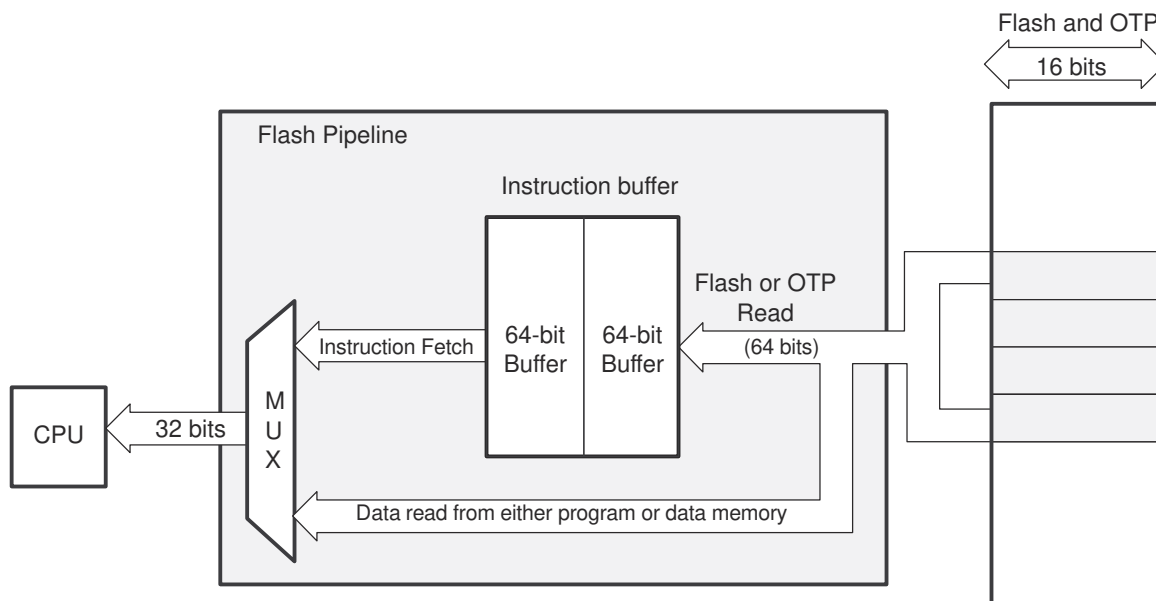 Flash and OTP
16 bits
Flash Pipeline
Instruction buffer
Flash or OTP
Read
(64 bits)
64-bit
Buffer
64-bit
Buffer
Instruction Fetch
M
U
X
32 bits
CPU
Data read from either program or data memory